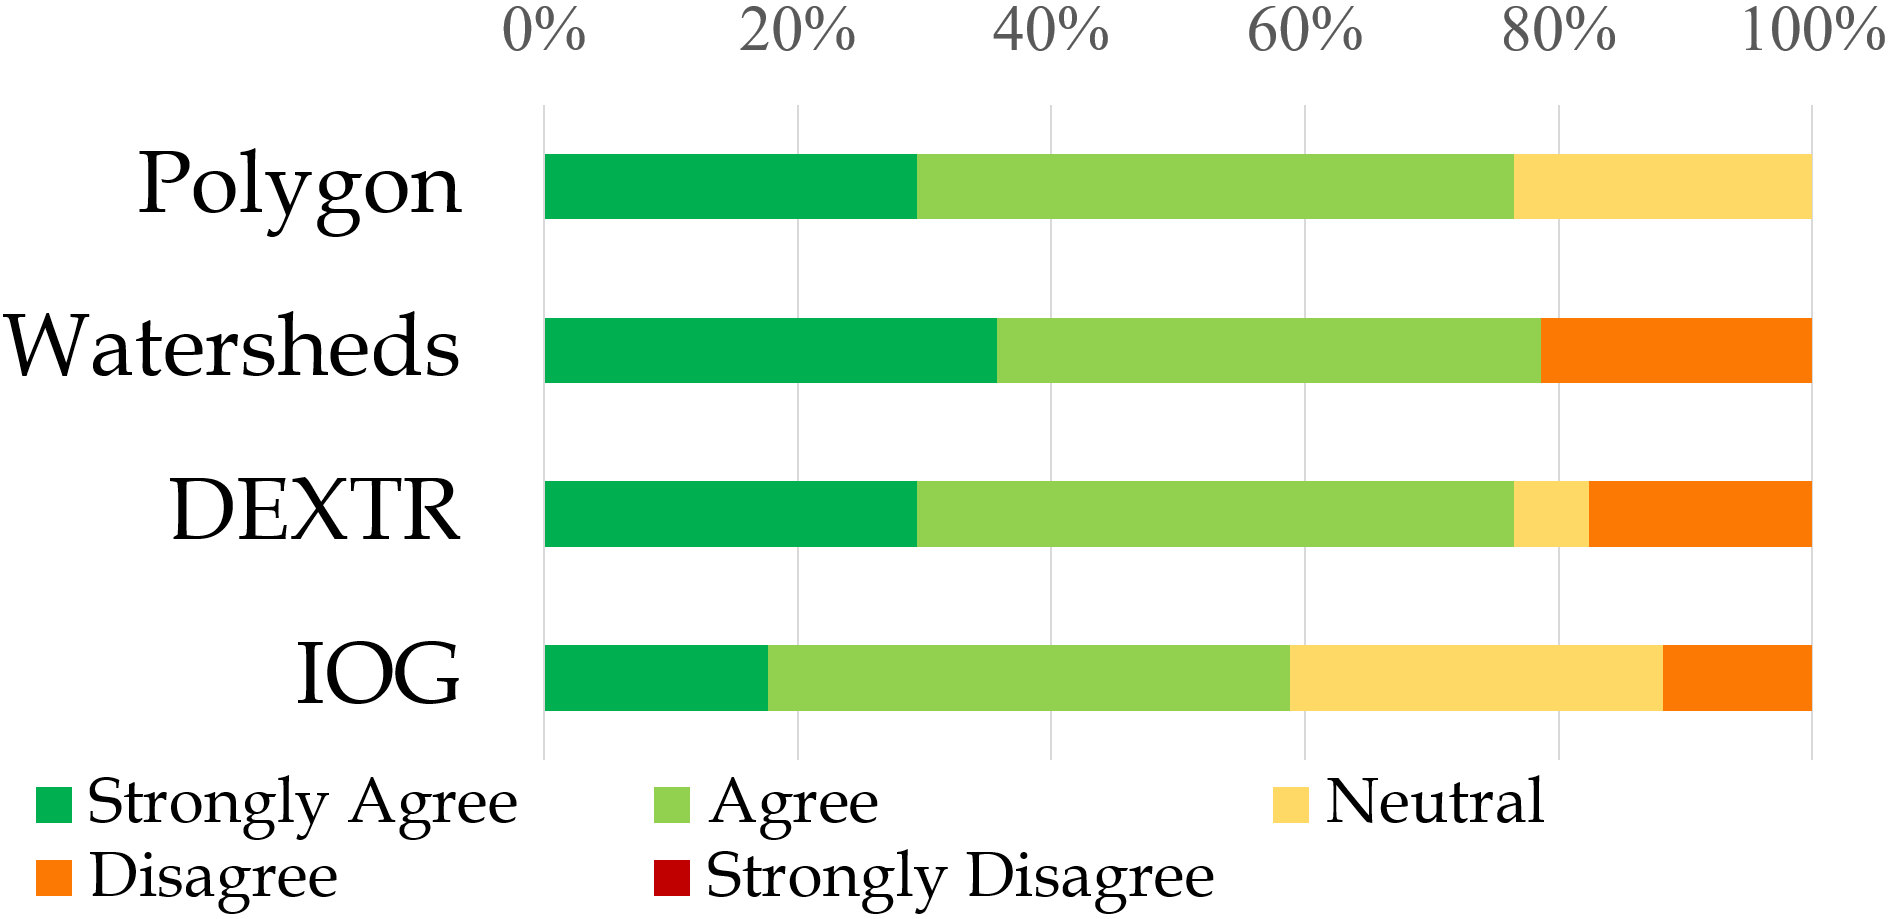 0% 20% 40% 60% 80% 100%
Polygon
Watersheds
DEXTR
IOG
Strongly Agree Agree Neutral
Disagree Strongly Disagree